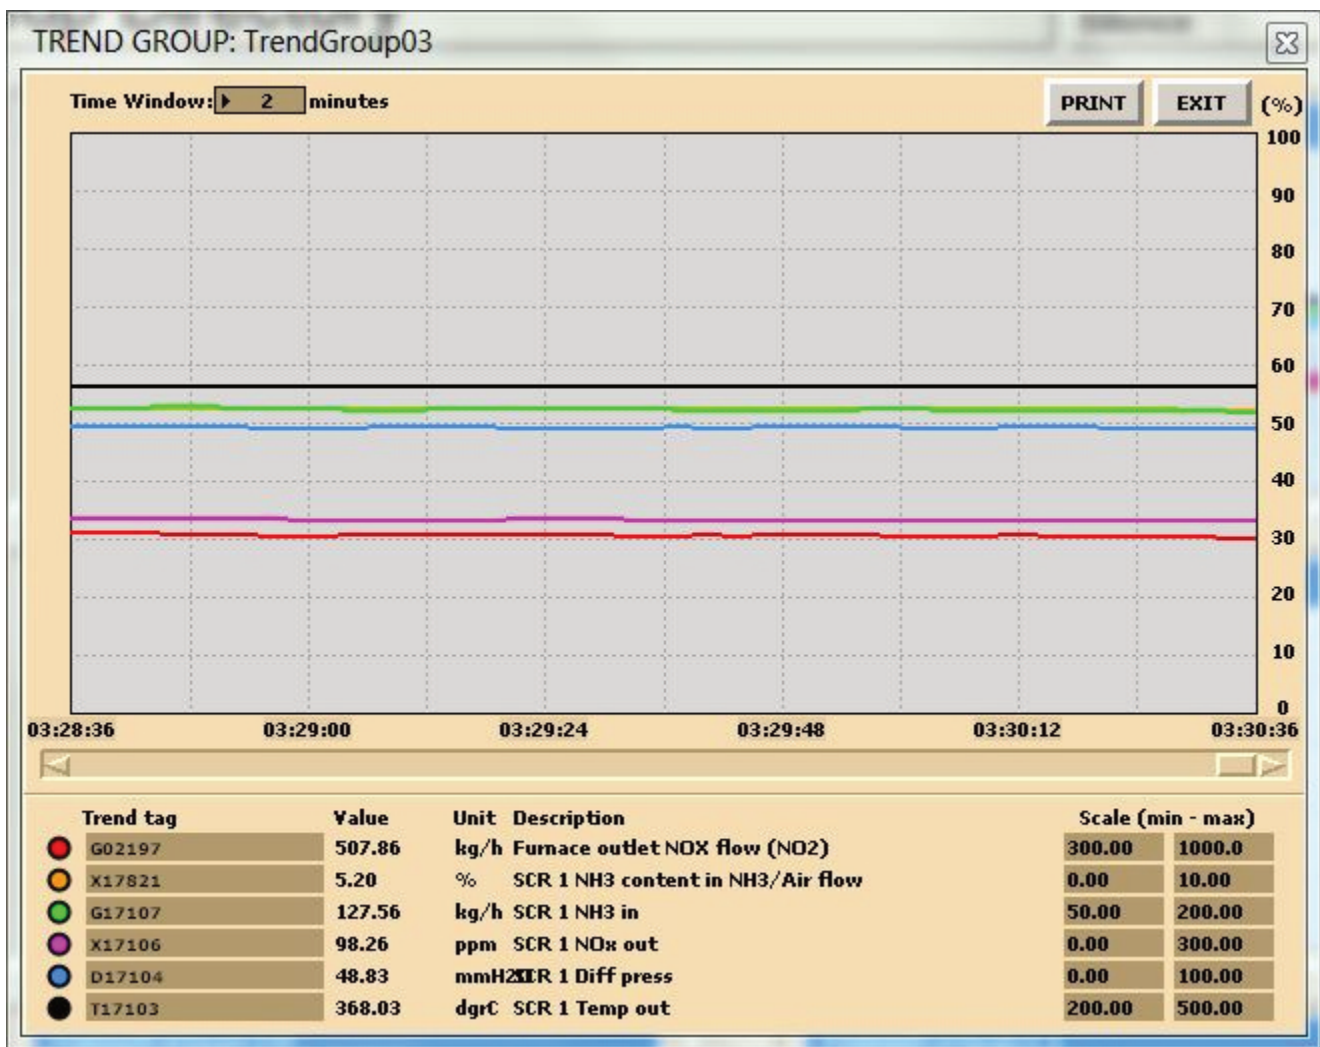 TREND GROUP: TrendGroup03
Time Window: 2 minutes PRINT EXIT (%)
100
90
80
70
60
50
40
30
20
10
0
03:28:36 03:29:00 03:29:24 03:29:48 03:30:12 03:30:36
Trend tag Value Unit Description Scale (min - max)
G02197 507.86 kg/h Furnace outlet NOX flow (NO2) 300.00 1000.0
X17821 5.20 % SCR 1 NH3 content in NH3/Air flow 0.00 10.00
G17107 127.56 kg/h SCR 1 NH3 in 50.00 200.00
X17106 98.26 ppm SCR 1 NOx out 0.00 300.00
D17104 48.83 SCR 1 Diff press 0.00 100.00
T17103 368.03 dgrC SCR 1 Temp out 200.00 500.00